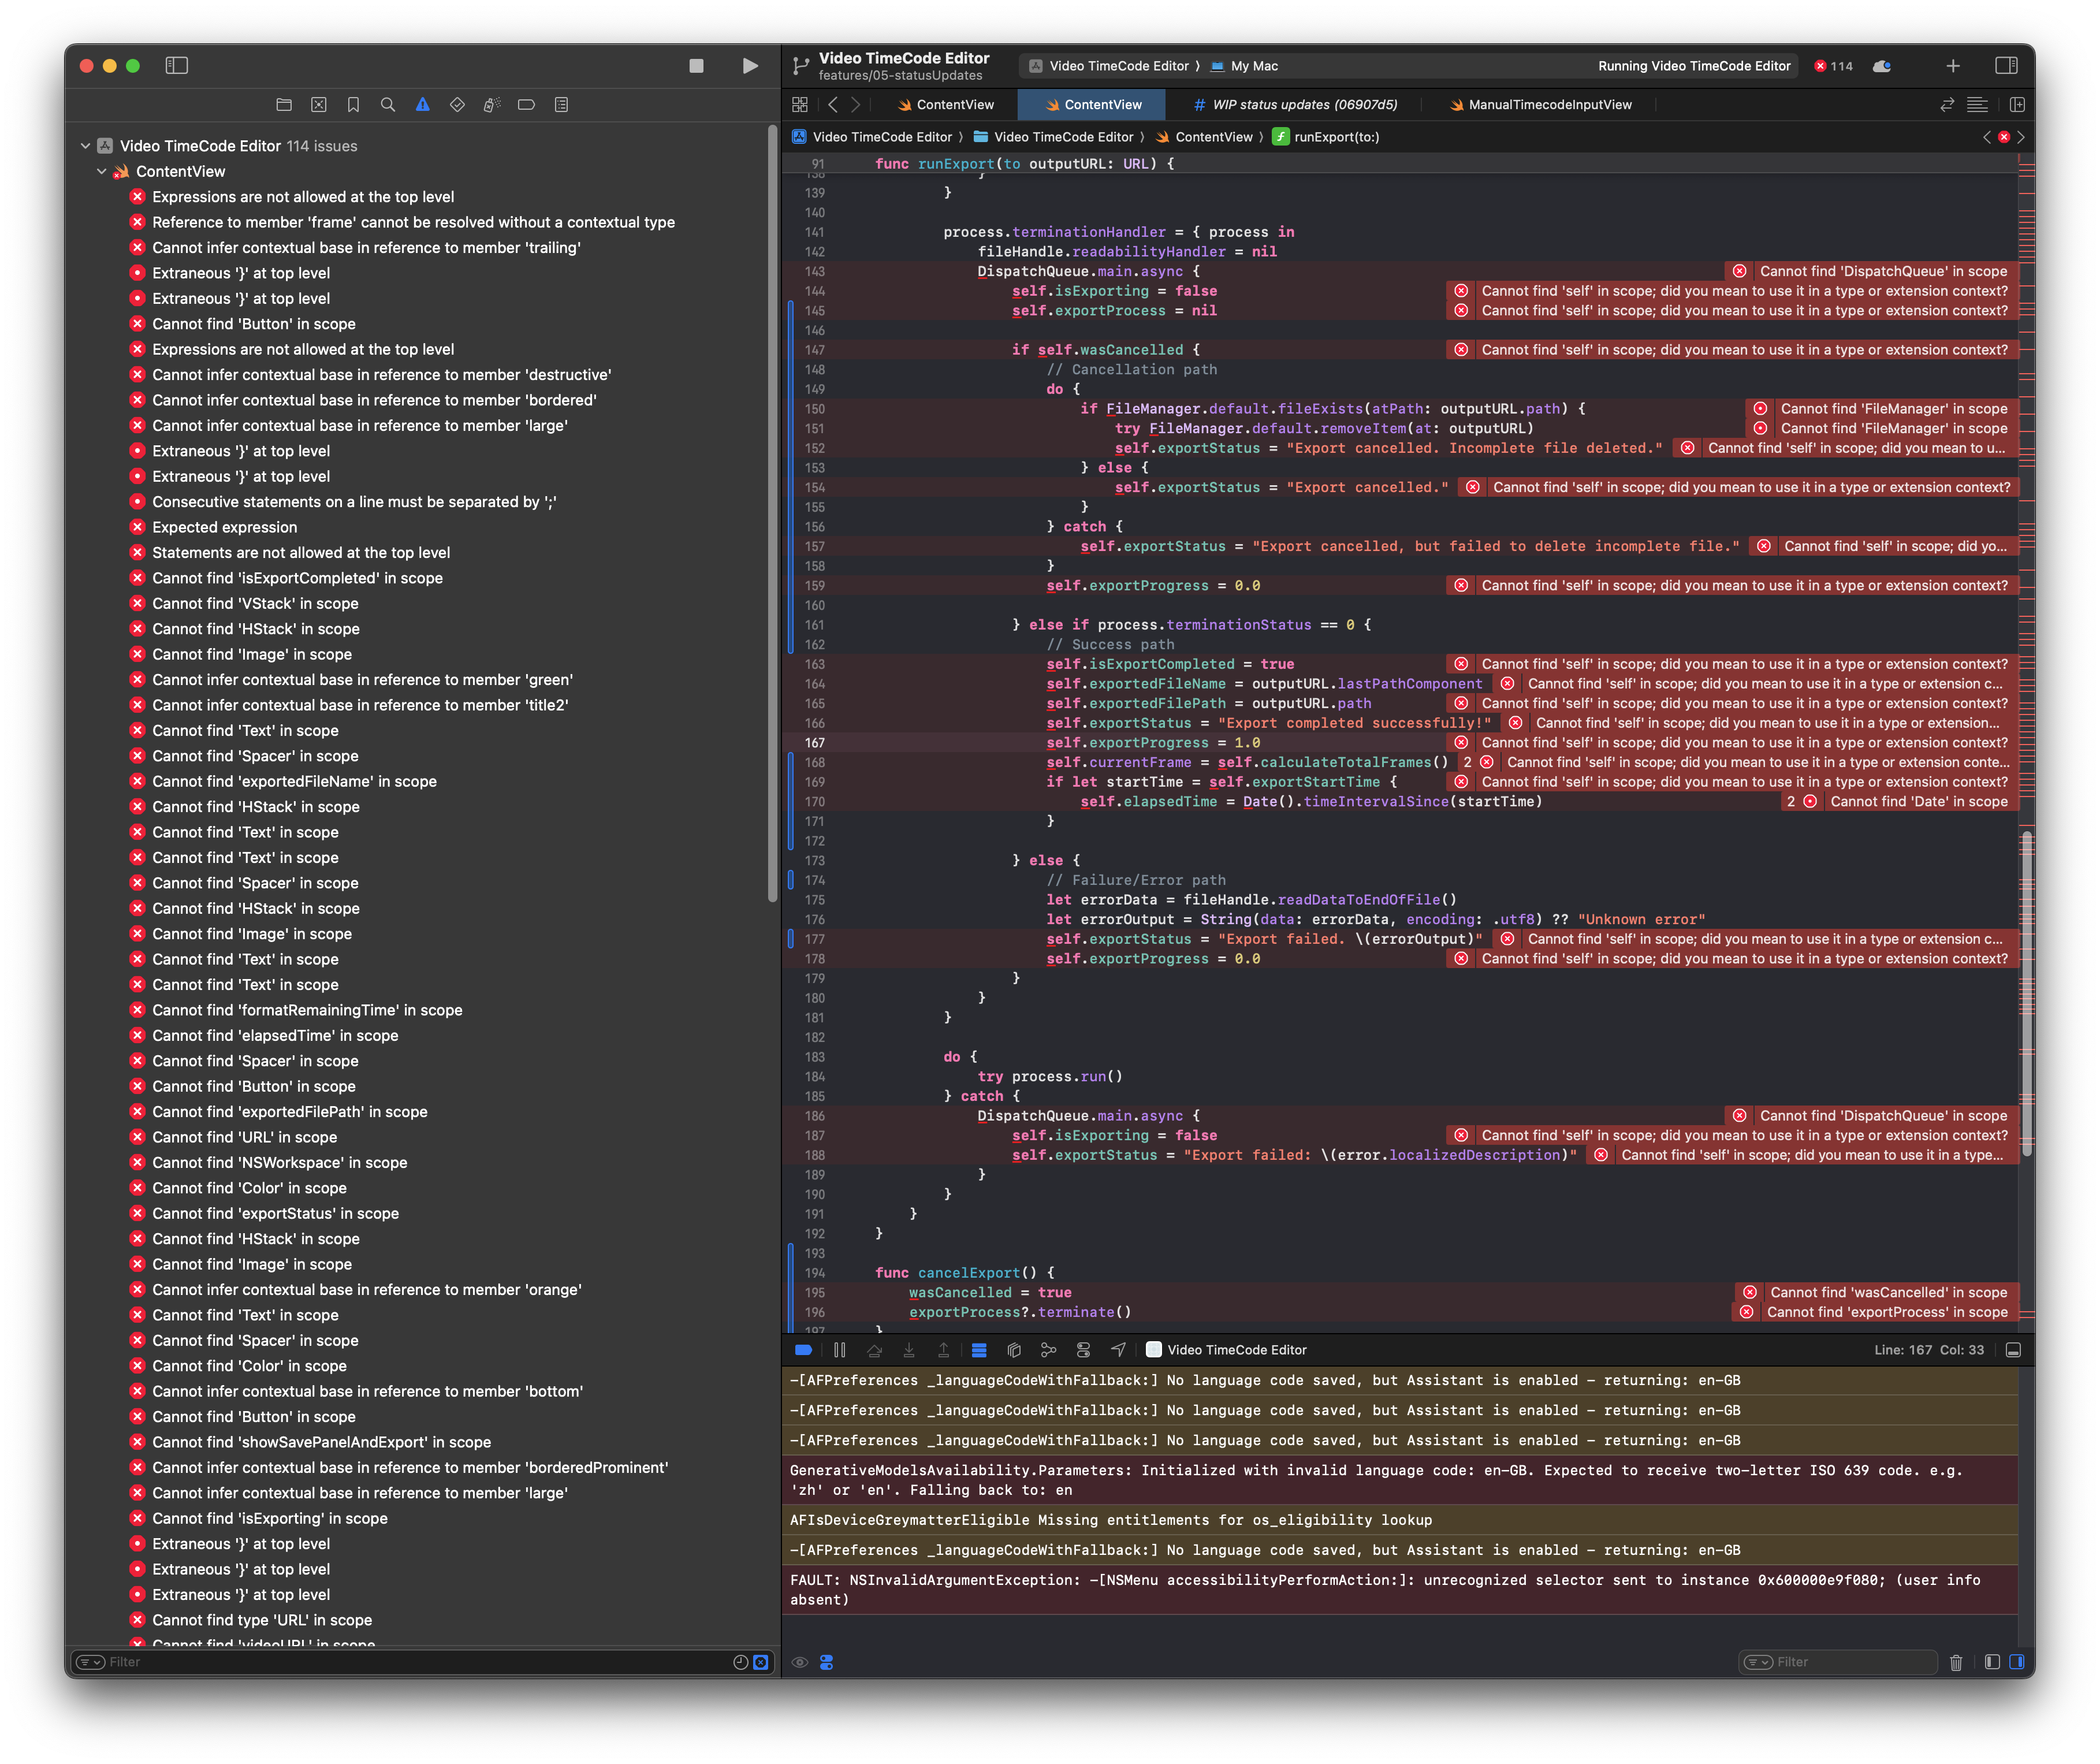 Video TimeCode Editor
features/05-statusUpdates
Video TimeCode Editor ⟩ My Mac
Running Video TimeCode Editor
114
ContentView
ContentView
# WIP status updates (06907d5)
ManualTimecodeInputView
Video TimeCode Editor ⟩ Video TimeCode Editor ⟩ ContentView ⟩ runExport(to:)
Video TimeCode Editor 114 issues
ContentView
Expressions are not allowed at the top level
Reference to member 'frame' cannot be resolved without a contextual type
Cannot infer contextual base in reference to member 'trailing'
Extraneous '}' at top level
Extraneous '}' at top level
Cannot find 'Button' in scope
Expressions are not allowed at the top level
Cannot infer contextual base in reference to member 'destructive'
Cannot infer contextual base in reference to member 'bordered'
Cannot infer contextual base in reference to member 'large'
Extraneous '}' at top level
Extraneous '}' at top level
Consecutive statements on a line must be separated by ';'
Expected expression
Statements are not allowed at the top level
Cannot find 'isExportCompleted' in scope
Cannot find 'VStack' in scope
Cannot find 'HStack' in scope
Cannot find 'Image' in scope
Cannot infer contextual base in reference to member 'green'
Cannot infer contextual base in reference to member 'title2'
Cannot find 'Text' in scope
Cannot find 'Spacer' in scope
Cannot find 'exportedFileName' in scope
Cannot find 'HStack' in scope
Cannot find 'Text' in scope
Cannot find 'Text' in scope
Cannot find 'Spacer' in scope
Cannot find 'HStack' in scope
Cannot find 'Image' in scope
Cannot find 'Text' in scope
Cannot find 'Text' in scope
Cannot find 'formatRemainingTime' in scope
Cannot find 'elapsedTime' in scope
Cannot find 'Spacer' in scope
Cannot find 'Button' in scope
Cannot find 'exportedFilePath' in scope
Cannot find 'URL' in scope
Cannot find 'NSWorkspace' in scope
Cannot find 'Color' in scope
Cannot find 'exportStatus' in scope
Cannot find 'HStack' in scope
Cannot find 'Image' in scope
Cannot infer contextual base in reference to member 'orange'
Cannot find 'Text' in scope
Cannot find 'Spacer' in scope
Cannot find 'Color' in scope
Cannot infer contextual base in reference to member 'bottom'
Cannot find 'Button' in scope
Cannot find 'showSavePanelAndExport' in scope
Cannot infer contextual base in reference to member 'borderedProminent'
Cannot infer contextual base in reference to member 'large'
Cannot find 'isExporting' in scope
Extraneous '}' at top level
Extraneous '}' at top level
Extraneous '}' at top level
Cannot find type 'URL' in scope
Cannot find 'videoURL' in scope
Filter
91 func runExport(to outputURL: URL) {
138 }
139 }
140
141 process.terminationHandler = { process in
142 fileHandle.readabilityHandler = nil
143 DispatchQueue.main.async { Cannot find 'DispatchQueue' in scope
144 self.isExporting = false Cannot find 'self' in scope; did you mean to use it in a type or extension context?
145 self.exportProcess = nil Cannot find 'self' in scope; did you mean to use it in a type or extension context?
146
147 if self.wasCancelled { Cannot find 'self' in scope; did you mean to use it in a type or extension context?
148 // Cancellation path
149 do {
150 if FileManager.default.fileExists(atPath: outputURL.path) { Cannot find 'FileManager' in scope
151 try FileManager.default.removeItem(at: outputURL) Cannot find 'FileManager' in scope
152 self.exportStatus = "Export cancelled. Incomplete file deleted." Cannot find 'self' in scope; did you mean to u...
153 } else {
154 self.exportStatus = "Export cancelled." Cannot find 'self' in scope; did you mean to use it in a type or extension context?
155 }
156 } catch {
157 self.exportStatus = "Export cancelled, but failed to delete incomplete file." Cannot find 'self' in scope; did yo...
158 }
159 self.exportProgress = 0.0 Cannot find 'self' in scope; did you mean to use it in a type or extension context?
160
161 } else if process.terminationStatus == 0 {
162 // Success path
163 self.isExportCompleted = true Cannot find 'self' in scope; did you mean to use it in a type or extension context?
164 self.exportedFileName = outputURL.lastPathComponent Cannot find 'self' in scope; did you mean to use it in a type or extension c...
165 self.exportedFilePath = outputURL.path Cannot find 'self' in scope; did you mean to use it in a type or extension context?
166 self.exportStatus = "Export completed successfully!" Cannot find 'self' in scope; did you mean to use it in a type or extension...
167 self.exportProgress = 1.0 Cannot find 'self' in scope; did you mean to use it in a type or extension context?
168 self.currentFrame = self.calculateTotalFrames() 2 Cannot find 'self' in scope; did you mean to use it in a type or extension conte...
169 if let startTime = self.exportStartTime { Cannot find 'self' in scope; did you mean to use it in a type or extension context?
170 self.elapsedTime = Date().timeIntervalSince(startTime) 2 Cannot find 'Date' in scope
171 }
172
173 } else {
174 // Failure/Error path
175 let errorData = fileHandle.readDataToEndOfFile()
176 let errorOutput = String(data: errorData, encoding: .utf8) ?? "Unknown error"
177 self.exportStatus = "Export failed. \(errorOutput)" Cannot find 'self' in scope; did you mean to use it in a type or extension c...
178 self.exportProgress = 0.0 Cannot find 'self' in scope; did you mean to use it in a type or extension context?
179 }
180 }
181 }
182
183 do {
184 try process.run()
185 } catch {
186 DispatchQueue.main.async { Cannot find 'DispatchQueue' in scope
187 self.isExporting = false Cannot find 'self' in scope; did you mean to use it in a type or extension context?
188 self.exportStatus = "Export failed: \(error.localizedDescription)" Cannot find 'self' in scope; did you mean to use it in a type...
189 }
190 }
191 }
192 }
193
194 func cancelExport() {
195 wasCancelled = true Cannot find 'wasCancelled' in scope
196 exportProcess?.terminate() Cannot find 'exportProcess' in scope
197 }
Video TimeCode Editor
Line: 167 Col: 33
-[AFPreferences _languageCodeWithFallback:] No language code saved, but Assistant is enabled - returning: en-GB
-[AFPreferences _languageCodeWithFallback:] No language code saved, but Assistant is enabled - returning: en-GB
-[AFPreferences _languageCodeWithFallback:] No language code saved, but Assistant is enabled - returning: en-GB
GenerativeModelsAvailability.Parameters: Initialized with invalid language code: en-GB. Expected to receive two-letter ISO 639 code. e.g.
'zh' or 'en'. Falling back to: en
AFIsDeviceGreymatterEligible Missing entitlements for os_eligibility lookup
-[AFPreferences _languageCodeWithFallback:] No language code saved, but Assistant is enabled - returning: en-GB
FAULT: NSInvalidArgumentException: -[NSMenu accessibilityPerformAction:]: unrecognized selector sent to instance 0x600000e9f080; (user info
absent)
Filter